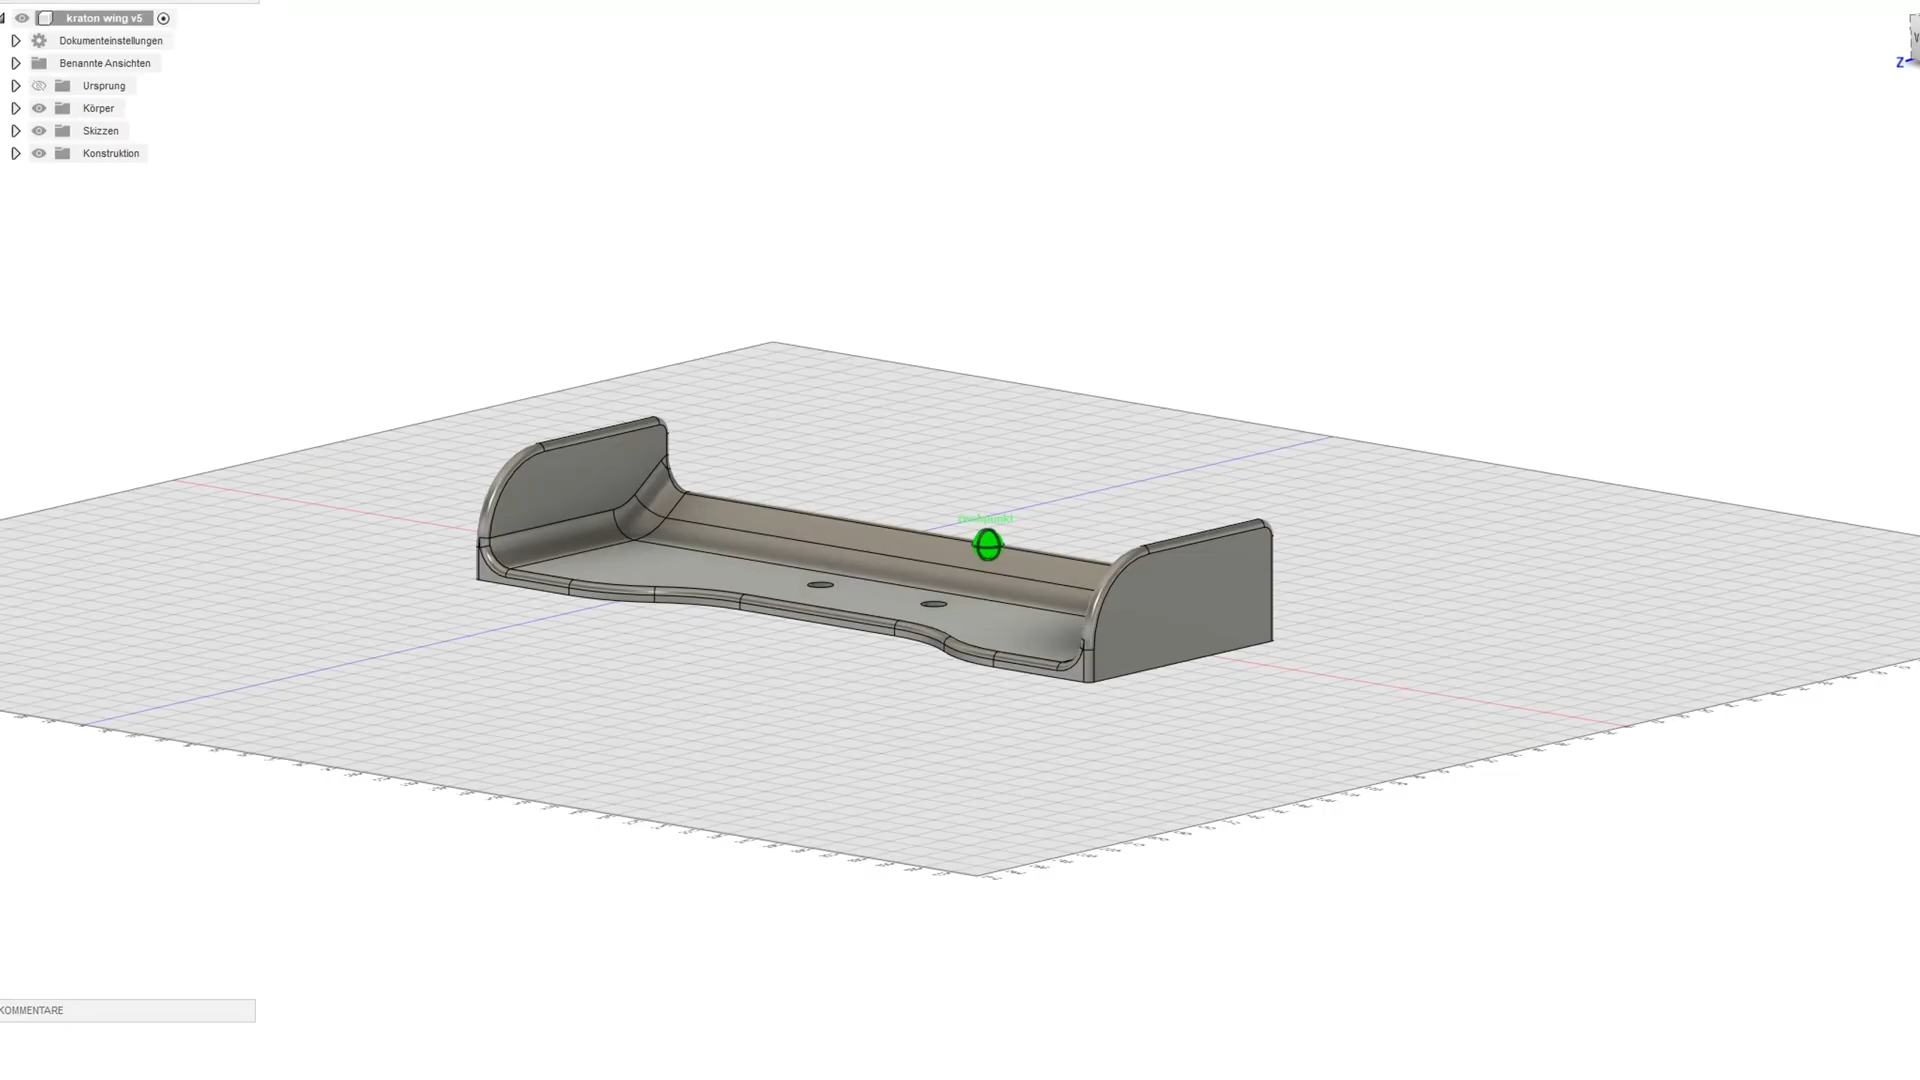 kraton wing v5
Dokumenteinstellungen
Benannte Ansichten
Ursprung
Körper
Skizzen
Konstruktion
Z
KOMMENTARE